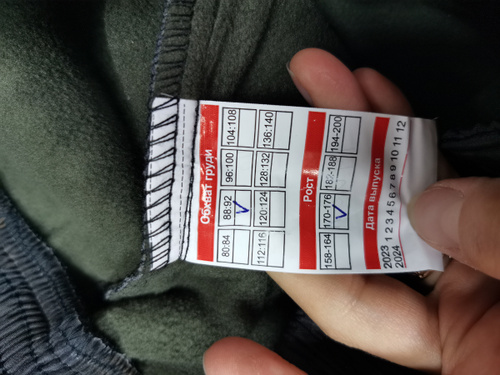 Обхват груди
80:84 88:92 96:100 104:108
112:116 120:124 128:132 136:140
Рост
158-164 170-176 182-188 194-200
Дата выпуска
2023 1 2 3 4 5 6 7 8 9 10 11 12
2024